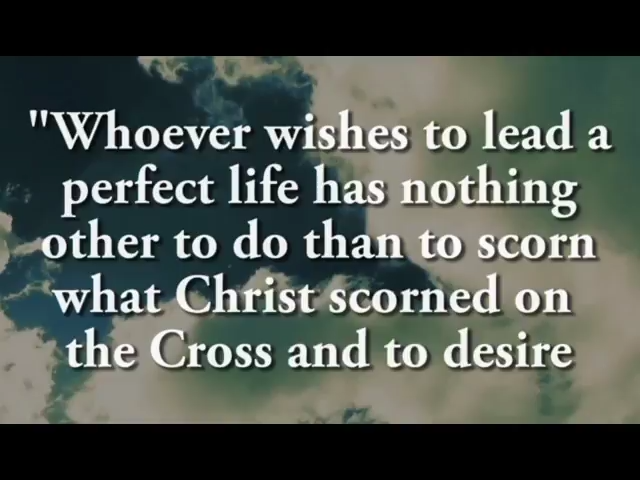 "Whoever wishes to lead a
perfect life has nothing
other to do than to scorn
what Christ scorned on
the Cross and to desire